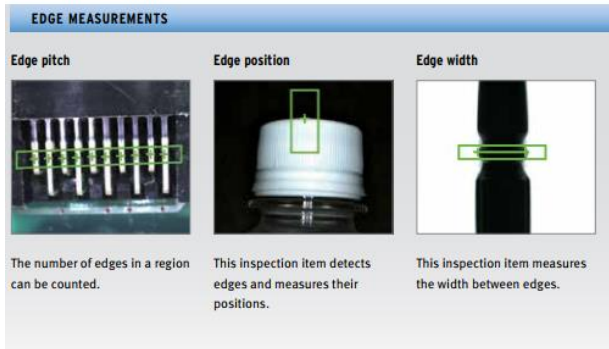 EDGE MEASUREMENTS
Edge pitch
The number of edges in a region
can be counted.
Edge position
This inspection item detects
edges and measures their
positions.
Edge width
This inspection item measures
the width between edges.